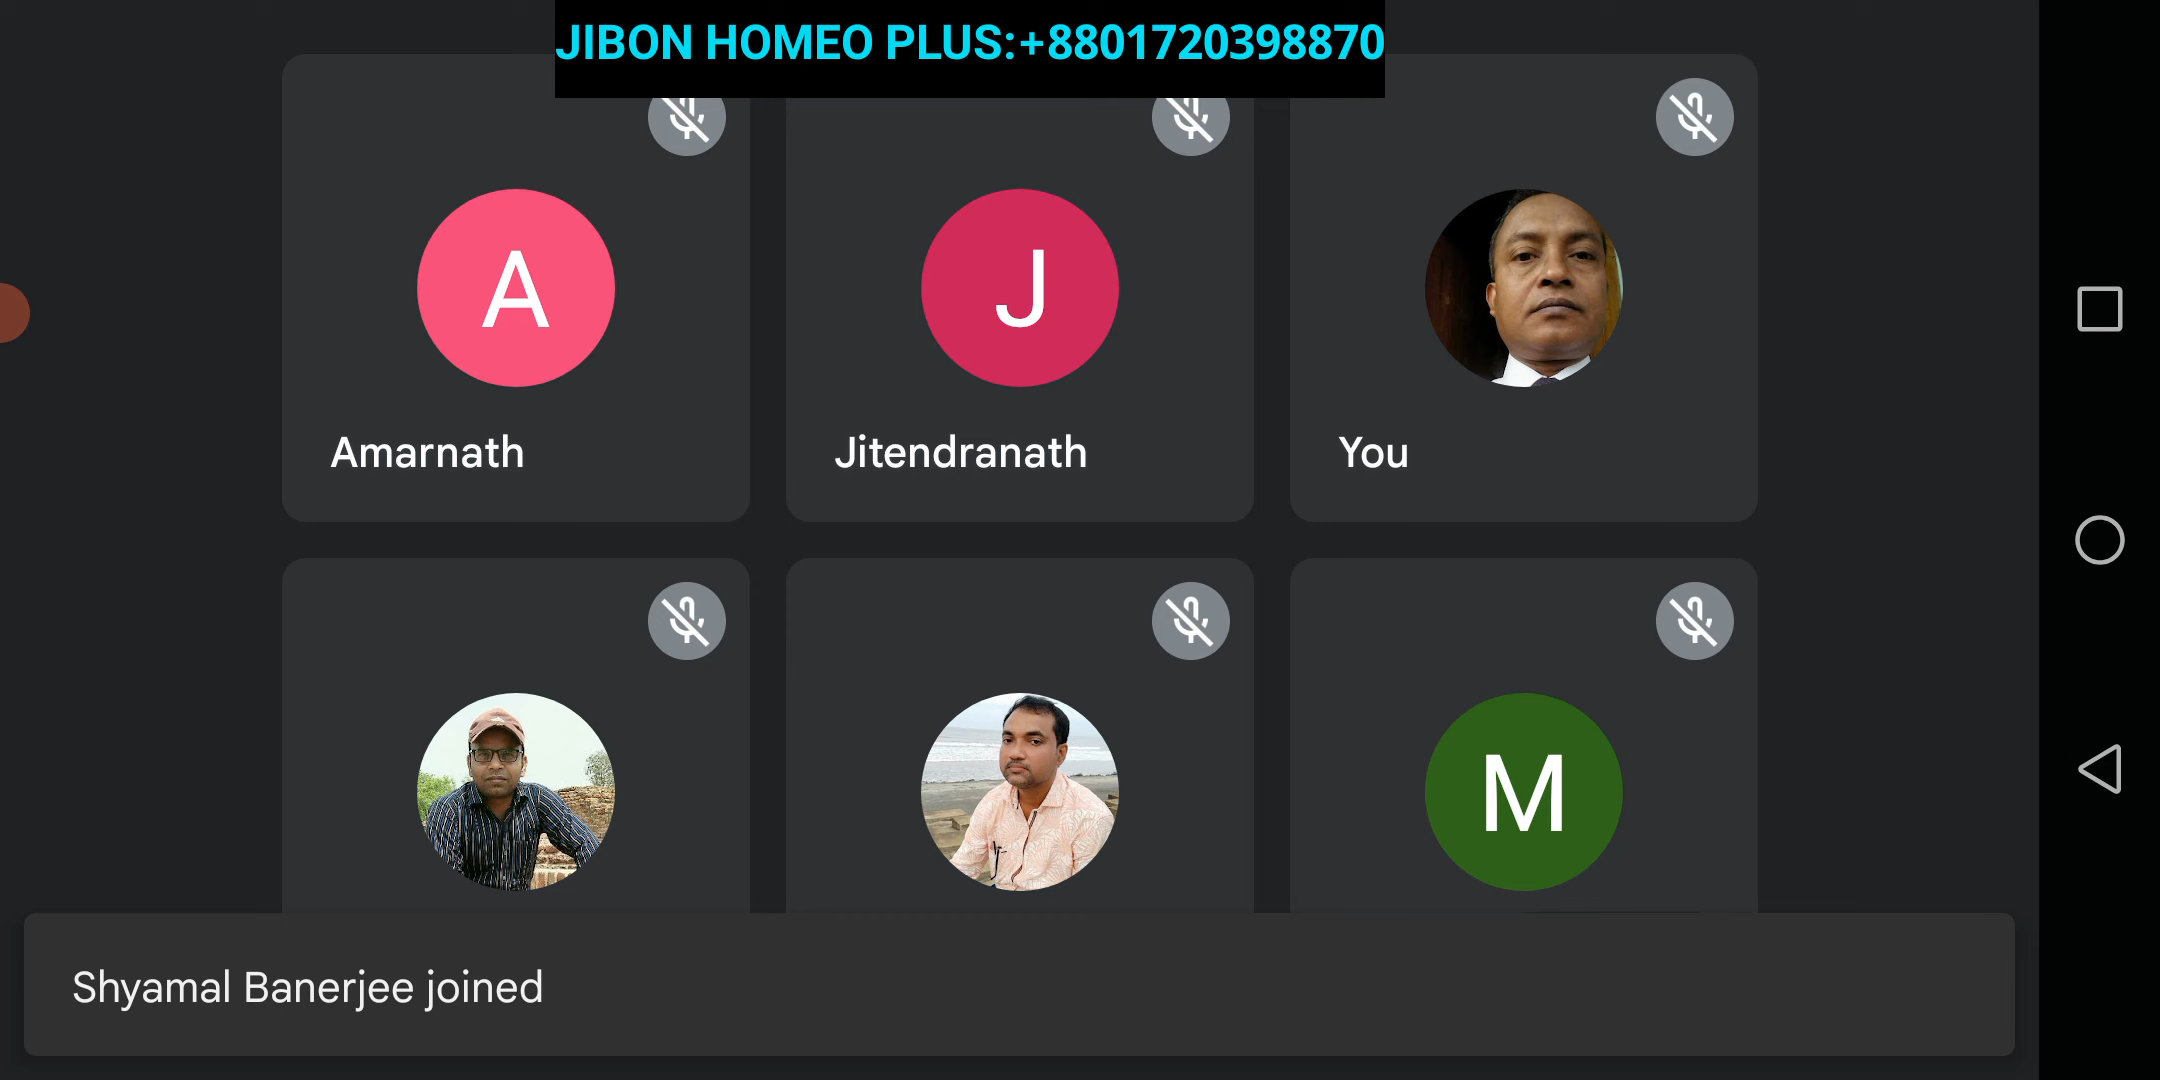 JIBON HOMEO PLUS:+8801720398870
A
J
Amarnath
Jitendranath
You
M
Shyamal Banerjee joined